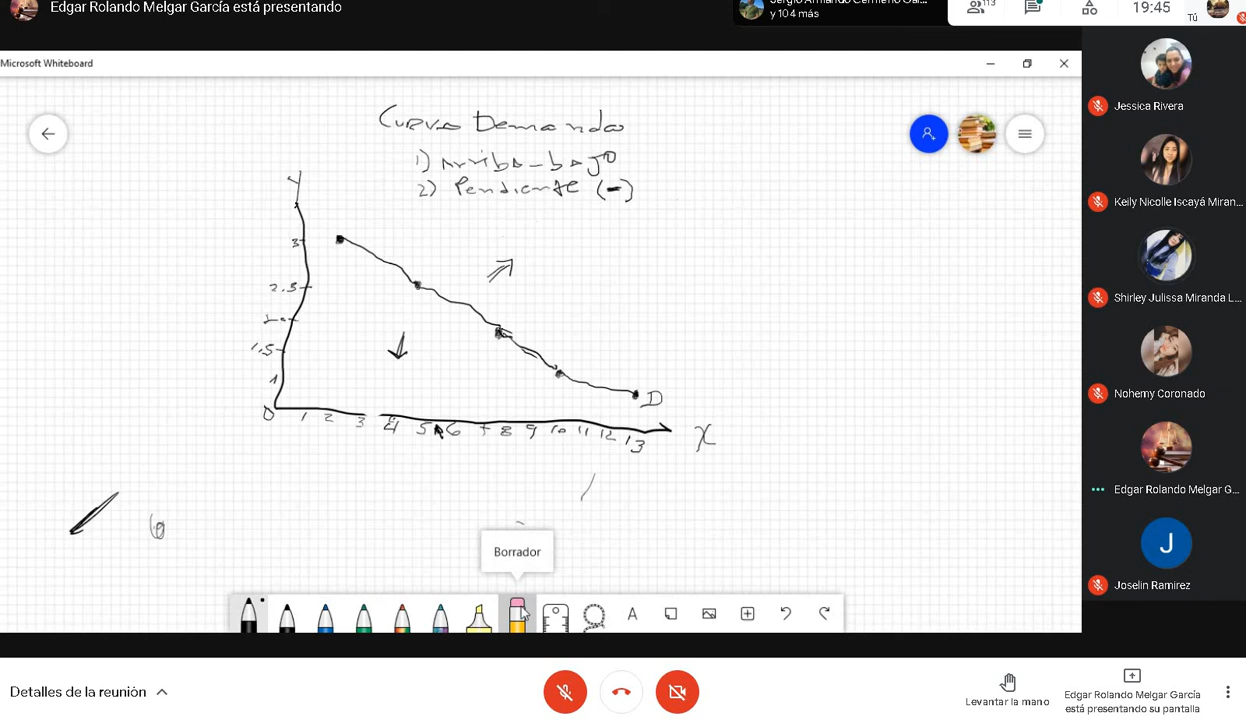 Edgar Rolando Melgar García está presentando
y 104 más
113
19:45
Tú
Microsoft Whiteboard
Curva Demanda
1) Arriba - bajo
2) Pendiente (-)
Y
3
2.5
1.5
1
0 1 2 3 4 5 6 7 8 9 10 11 12 13
D
X
Borrador
A
Jessica Rivera
Keily Nicolle Iscayá Miran...
Shirley Julissa Miranda L...
Nohemy Coronado
Edgar Rolando Melgar G...
J
Joselin Ramirez
Detalles de la reunión
Levantar la mano
Edgar Rolando Melgar García
está presentando su pantalla